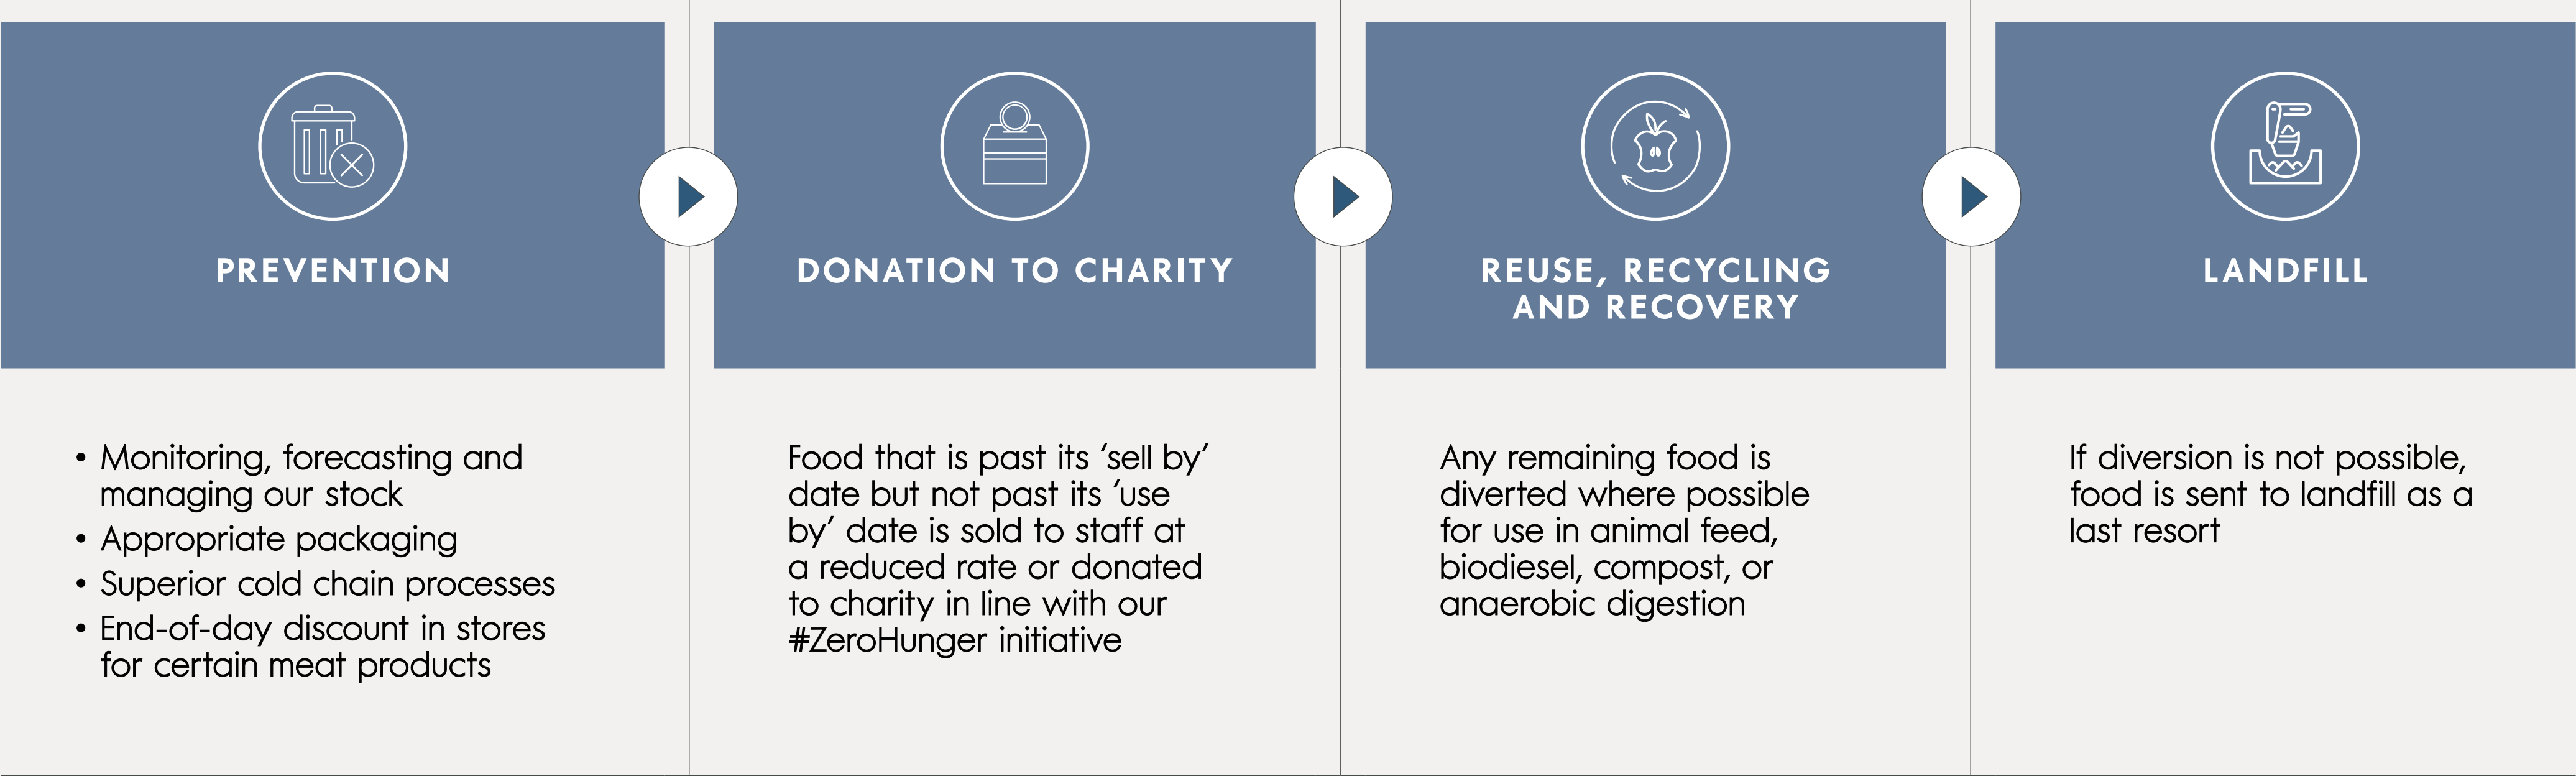 PREVENTION
• Monitoring, forecasting and
managing our stock
• Appropriate packaging
• Superior cold chain processes
• End-of-day discount in stores
for certain meat products
DONATION TO CHARITY
Food that is past its ‘sell by’
date but not past its ‘use
by’ date is sold to staff at
a reduced rate or donated
to charity in line with our
#ZeroHunger initiative
REUSE, RECYCLING
AND RECOVERY
Any remaining food is
diverted where possible
for use in animal feed,
biodiesel, compost, or
anaerobic digestion
LANDFILL
If diversion is not possible,
food is sent to landfill as a
last resort